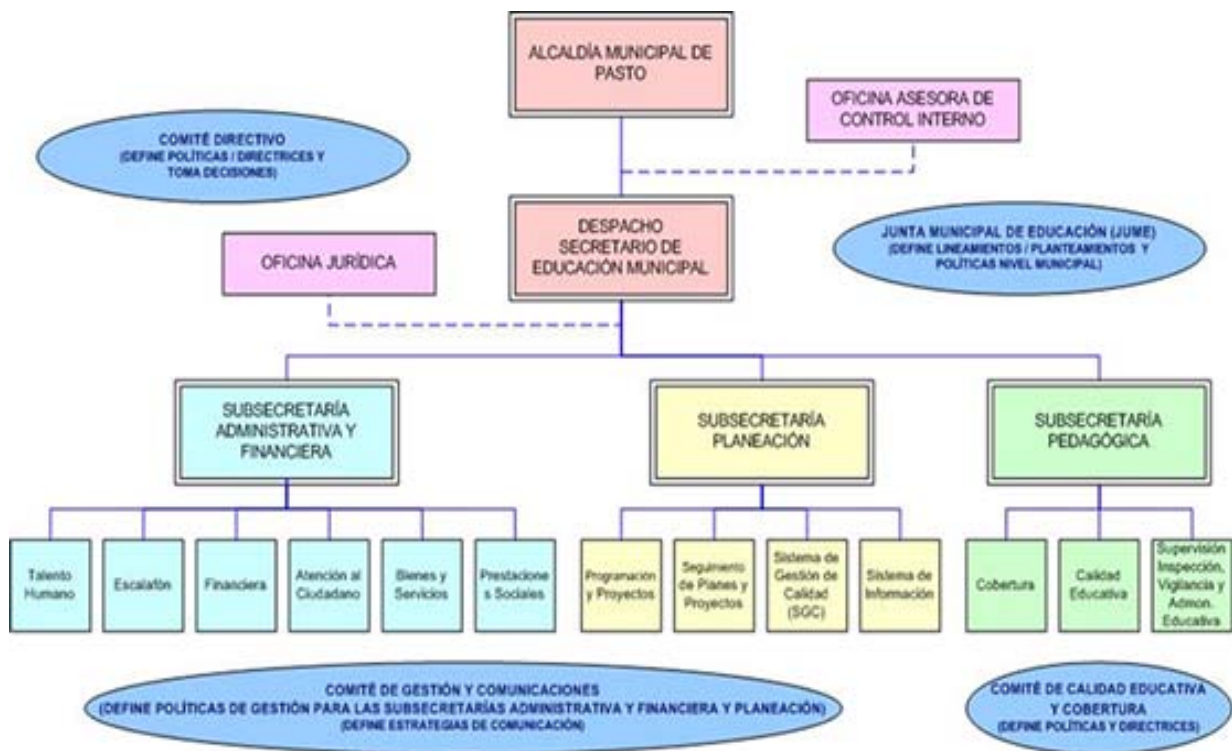 ALCALDÍA MUNICIPAL DE
PASTO
OFICINA ASESORA DE
CONTROL INTERNO
COMITÉ DIRECTIVO
(DEFINE POLÍTICAS / DIRECTRICES Y
TOMA DECISIONES)
DESPACHO
SECRETARIO DE
EDUCACIÓN MUNICIPAL
JUNTA MUNICIPAL DE EDUCACIÓN (JUME)
(DEFINE LINEAMIENTOS / PLANTEAMIENTOS Y
POLÍTICAS NIVEL MUNICIPAL)
OFICINA JURÍDICA
SUBSECRETARÍA
ADMINISTRATIVA Y
FINANCIERA
SUBSECRETARÍA
PLANEACIÓN
SUBSECRETARÍA
PEDAGÓGICA
Talento
Humano
Escalafón
Financiera
Atención al
Ciudadano
Bienes y
Servicios
Prestacione
s Sociales
Programación
y Proyectos
Seguimiento
de Planes y
Proyectos
Sistema de
Gestión de
Calidad
(SGC)
Sistema de
Información
Cobertura
Calidad
Educativa
Supervisión
Inspección,
Vigilancia y
Admon.
Educativa
COMITÉ DE GESTIÓN Y COMUNICACIONES
(DEFINE POLÍTICAS DE GESTIÓN PARA LAS SUBSECRETARÍAS ADMINISTRATIVA Y FINANCIERA Y PLANEACIÓN)
(DEFINE ESTRATEGIAS DE COMUNICACIÓN)
COMITÉ DE CALIDAD EDUCATIVA
Y COBERTURA
(DEFINE POLÍTICAS Y DIRECTRICES)